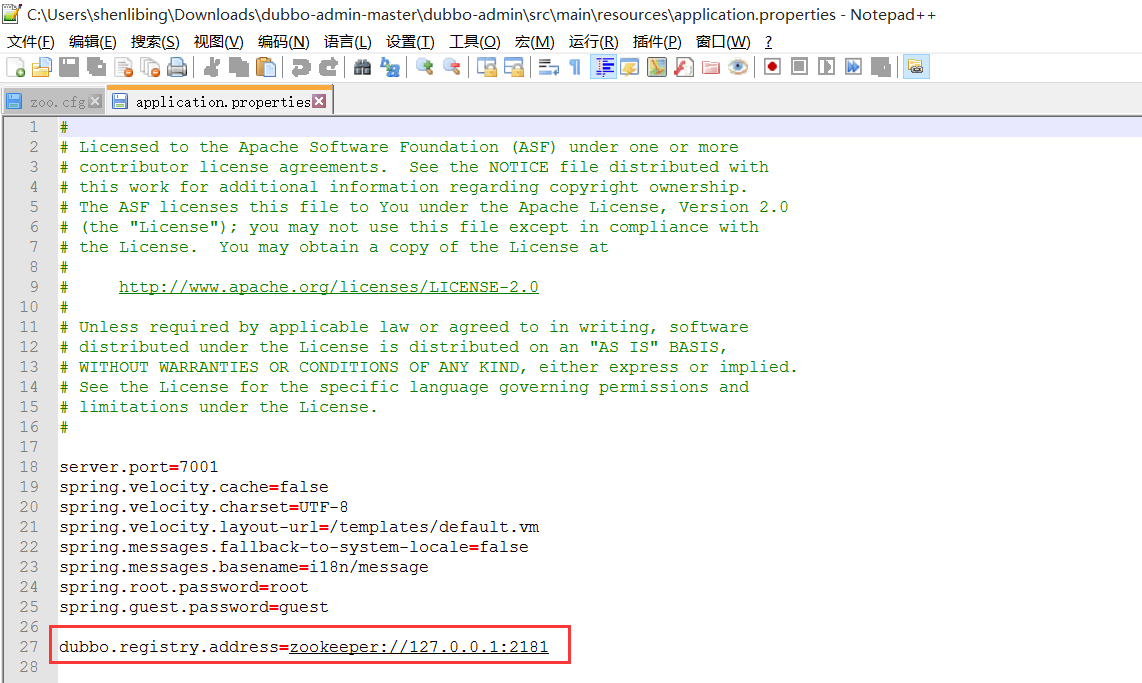 C:\Users\shenlibing\Downloads\dubbo-admin-master\dubbo-admin\src\main\resources\application.properties - Notepad++
文件(F) 编辑(E) 搜索(S) 视图(V) 编码(N) 语言(L) 设置(T) 工具(O) 宏(M) 运行(R) 插件(P) 窗口(W) ?
zoo.cfg application.properties
1 #
2 # Licensed to the Apache Software Foundation (ASF) under one or more
3 # contributor license agreements.  See the NOTICE file distributed with
4 # this work for additional information regarding copyright ownership.
5 # The ASF licenses this file to You under the Apache License, Version 2.0
6 # (the "License"); you may not use this file except in compliance with
7 # the License.  You may obtain a copy of the License at
8 #
9 #     http://www.apache.org/licenses/LICENSE-2.0
10 #
11 # Unless required by applicable law or agreed to in writing, software
12 # distributed under the License is distributed on an "AS IS" BASIS,
13 # WITHOUT WARRANTIES OR CONDITIONS OF ANY KIND, either express or implied.
14 # See the License for the specific language governing permissions and
15 # limitations under the License.
16 #
17
18 server.port=7001
19 spring.velocity.cache=false
20 spring.velocity.charset=UTF-8
21 spring.velocity.layout-url=/templates/default.vm
22 spring.messages.fallback-to-system-locale=false
23 spring.messages.basename=i18n/message
24 spring.root.password=root
25 spring.guest.password=guest
26
27 dubbo.registry.address=zookeeper://127.0.0.1:2181
28